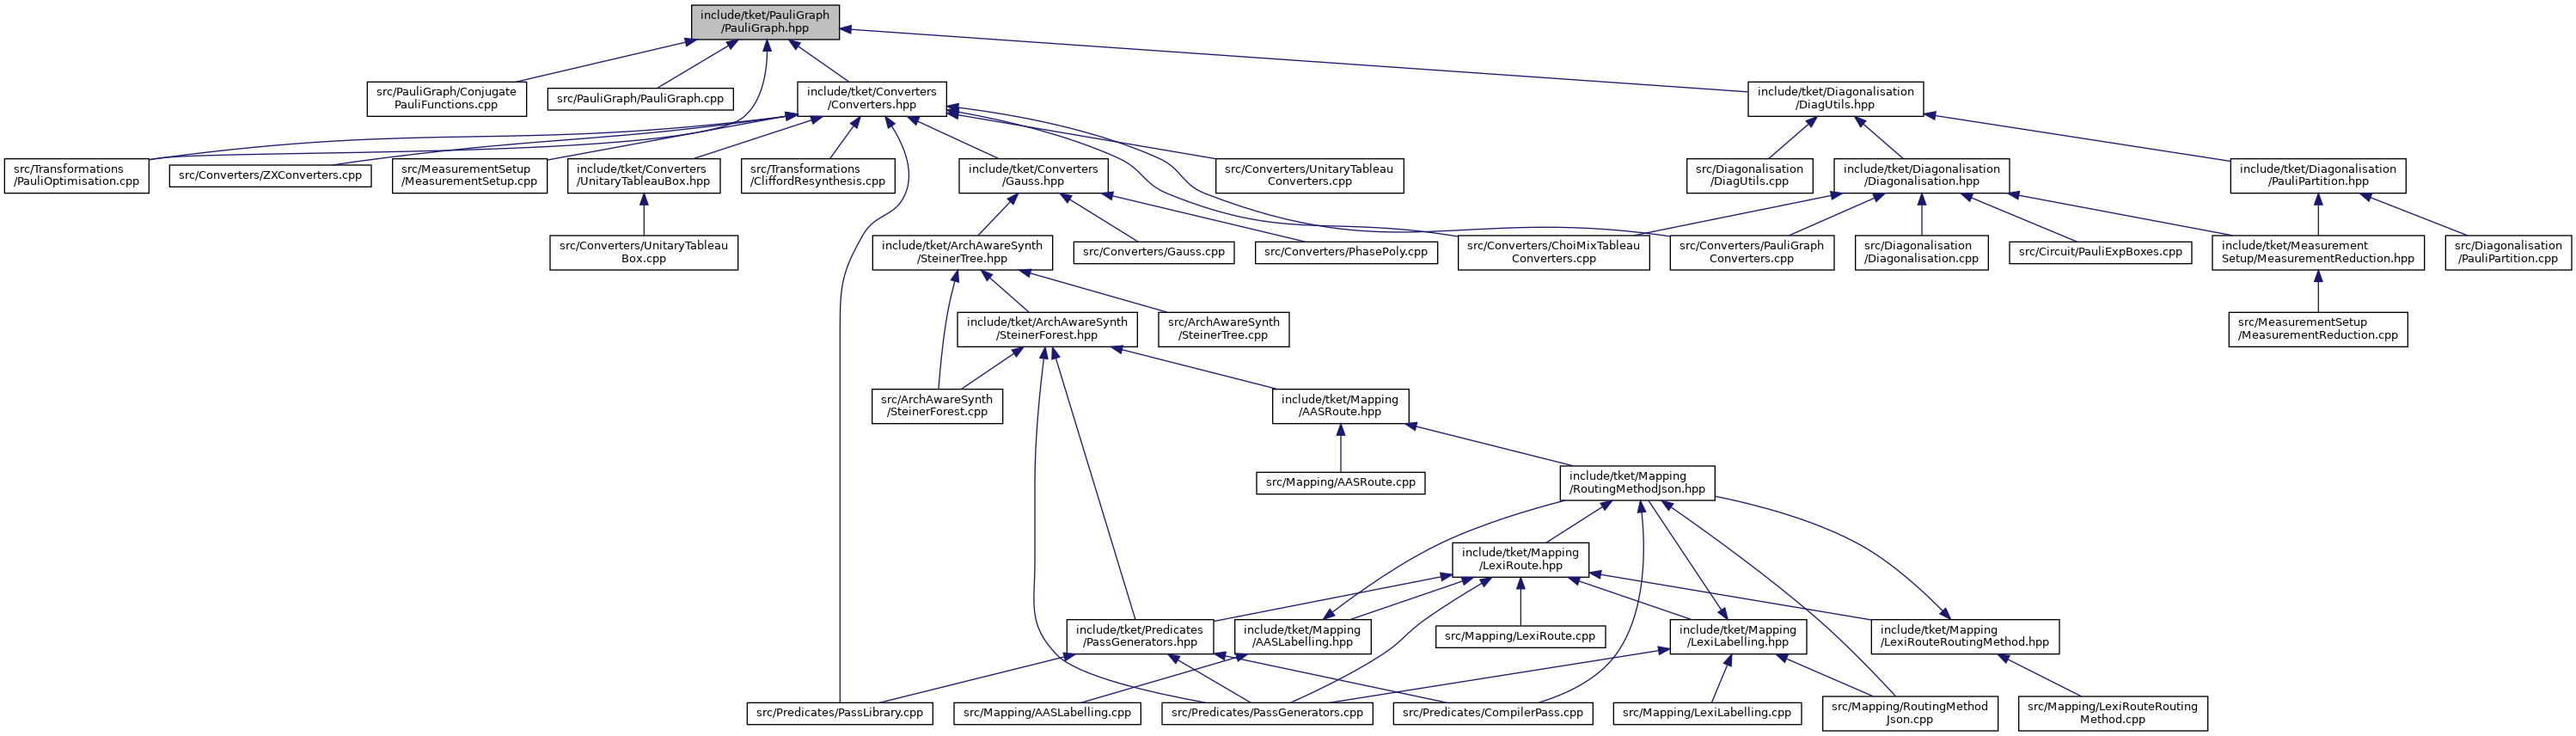 include/tket/PauliGraph
/PauliGraph.hpp
src/PauliGraph/Conjugate
PauliFunctions.cpp
src/PauliGraph/PauliGraph.cpp
include/tket/Converters
/Converters.hpp
include/tket/Diagonalisation
/DiagUtils.hpp
src/Transformations
/PauliOptimisation.cpp
src/Converters/ZXConverters.cpp
src/MeasurementSetup
/MeasurementSetup.cpp
include/tket/Converters
/UnitaryTableauBox.hpp
src/Transformations
/CliffordResynthesis.cpp
include/tket/Converters
/Gauss.hpp
src/Converters/UnitaryTableau
Converters.cpp
src/Diagonalisation
/DiagUtils.cpp
include/tket/Diagonalisation
/Diagonalisation.hpp
include/tket/Diagonalisation
/PauliPartition.hpp
src/Converters/UnitaryTableau
Box.cpp
include/tket/ArchAwareSynth
/SteinerTree.hpp
src/Converters/Gauss.cpp
src/Converters/PhasePoly.cpp
src/Converters/ChoiMixTableau
Converters.cpp
src/Converters/PauliGraph
Converters.cpp
src/Diagonalisation
/Diagonalisation.cpp
src/Circuit/PauliExpBoxes.cpp
include/tket/Measurement
Setup/MeasurementReduction.hpp
src/Diagonalisation
/PauliPartition.cpp
include/tket/ArchAwareSynth
/SteinerForest.hpp
src/ArchAwareSynth
/SteinerTree.cpp
src/MeasurementSetup
/MeasurementReduction.cpp
src/ArchAwareSynth
/SteinerForest.cpp
include/tket/Mapping
/AASRoute.hpp
src/Mapping/AASRoute.cpp
include/tket/Mapping
/RoutingMethodJson.hpp
include/tket/Mapping
/LexiRoute.hpp
include/tket/Predicates
/PassGenerators.hpp
include/tket/Mapping
/AASLabelling.hpp
src/Mapping/LexiRoute.cpp
include/tket/Mapping
/LexiLabelling.hpp
include/tket/Mapping
/LexiRouteRoutingMethod.hpp
src/Predicates/PassLibrary.cpp
src/Mapping/AASLabelling.cpp
src/Predicates/PassGenerators.cpp
src/Predicates/CompilerPass.cpp
src/Mapping/LexiLabelling.cpp
src/Mapping/RoutingMethod
Json.cpp
src/Mapping/LexiRouteRouting
Method.cpp